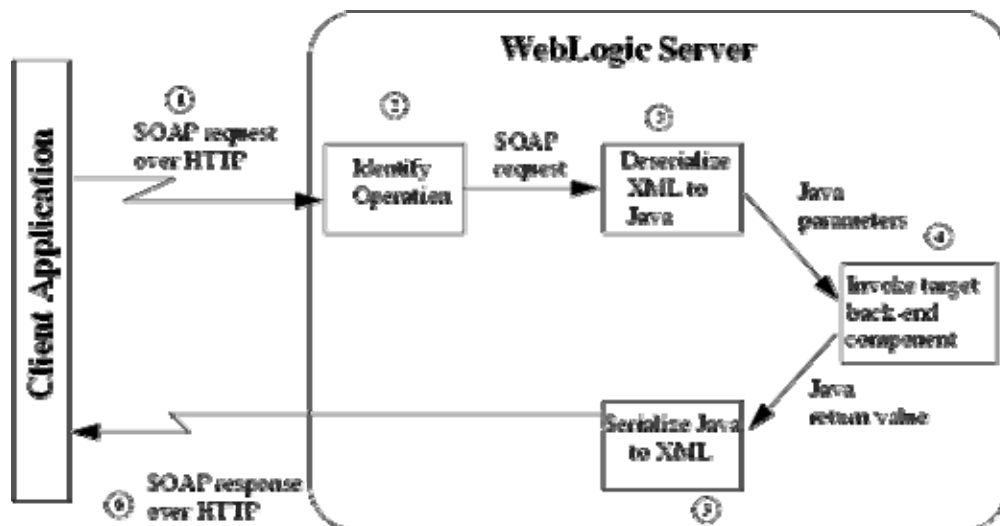 WebLogic Server
Client Application
①
SOAP request
over HTTP
②
Identify
Operation
SOAP
request
③
Deserialize
XML to
Java
Java
parameters
④
Invoke target
back-end
component
Java
return value
Serialize Java
to XML
⑤
⑥
SOAP response
over HTTP